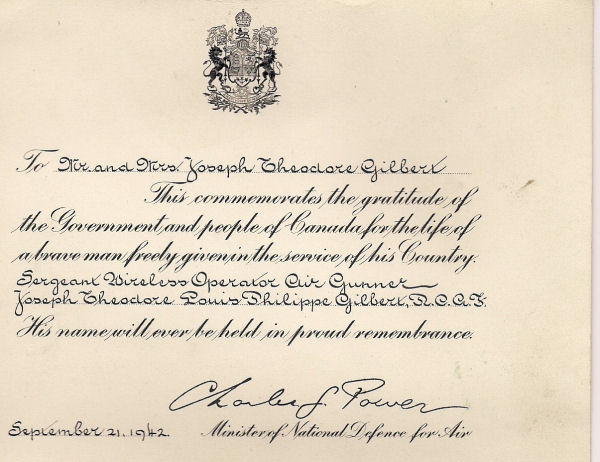 To Mr. and Mrs. Joseph Theodore Gilbert
This commemorates the gratitude of
the Government and people of Canada for the life of
a brave man freely given in the service of his Country.
Sergeant Wireless Operator Air Gunner
Joseph Theodore Louis Philippe Gilbert, R.C.A.F.
His name will ever be held in proud remembrance.
Charles G. Power
September 21, 1942. Minister of National Defence for Air